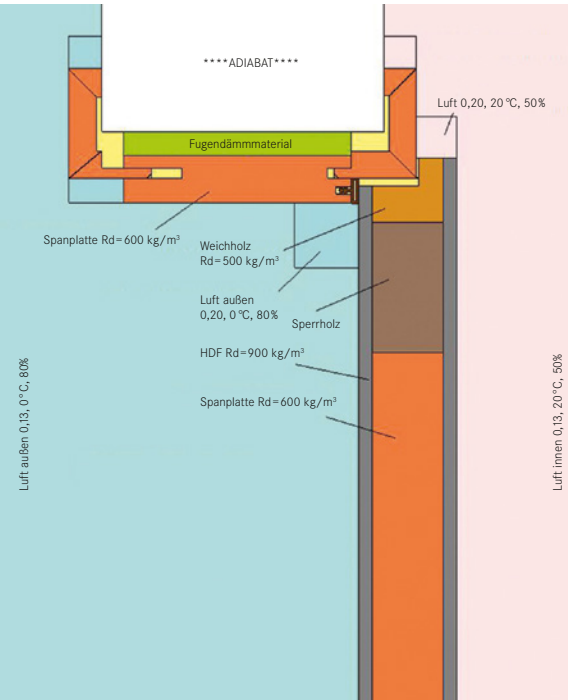 ****ADIABAT****
Luft 0,20, 20 °C, 50%
Fugendämmmaterial
Spanplatte Rd=600 kg/m³
Weichholz
Rd=500 kg/m³
Luft außen
0,20, 0 °C, 80%
Sperrholz
HDF Rd=900 kg/m³
Spanplatte Rd=600 kg/m³
Luft außen 0,13, 0°C, 80%
Luft innen 0,13, 20°C, 50%